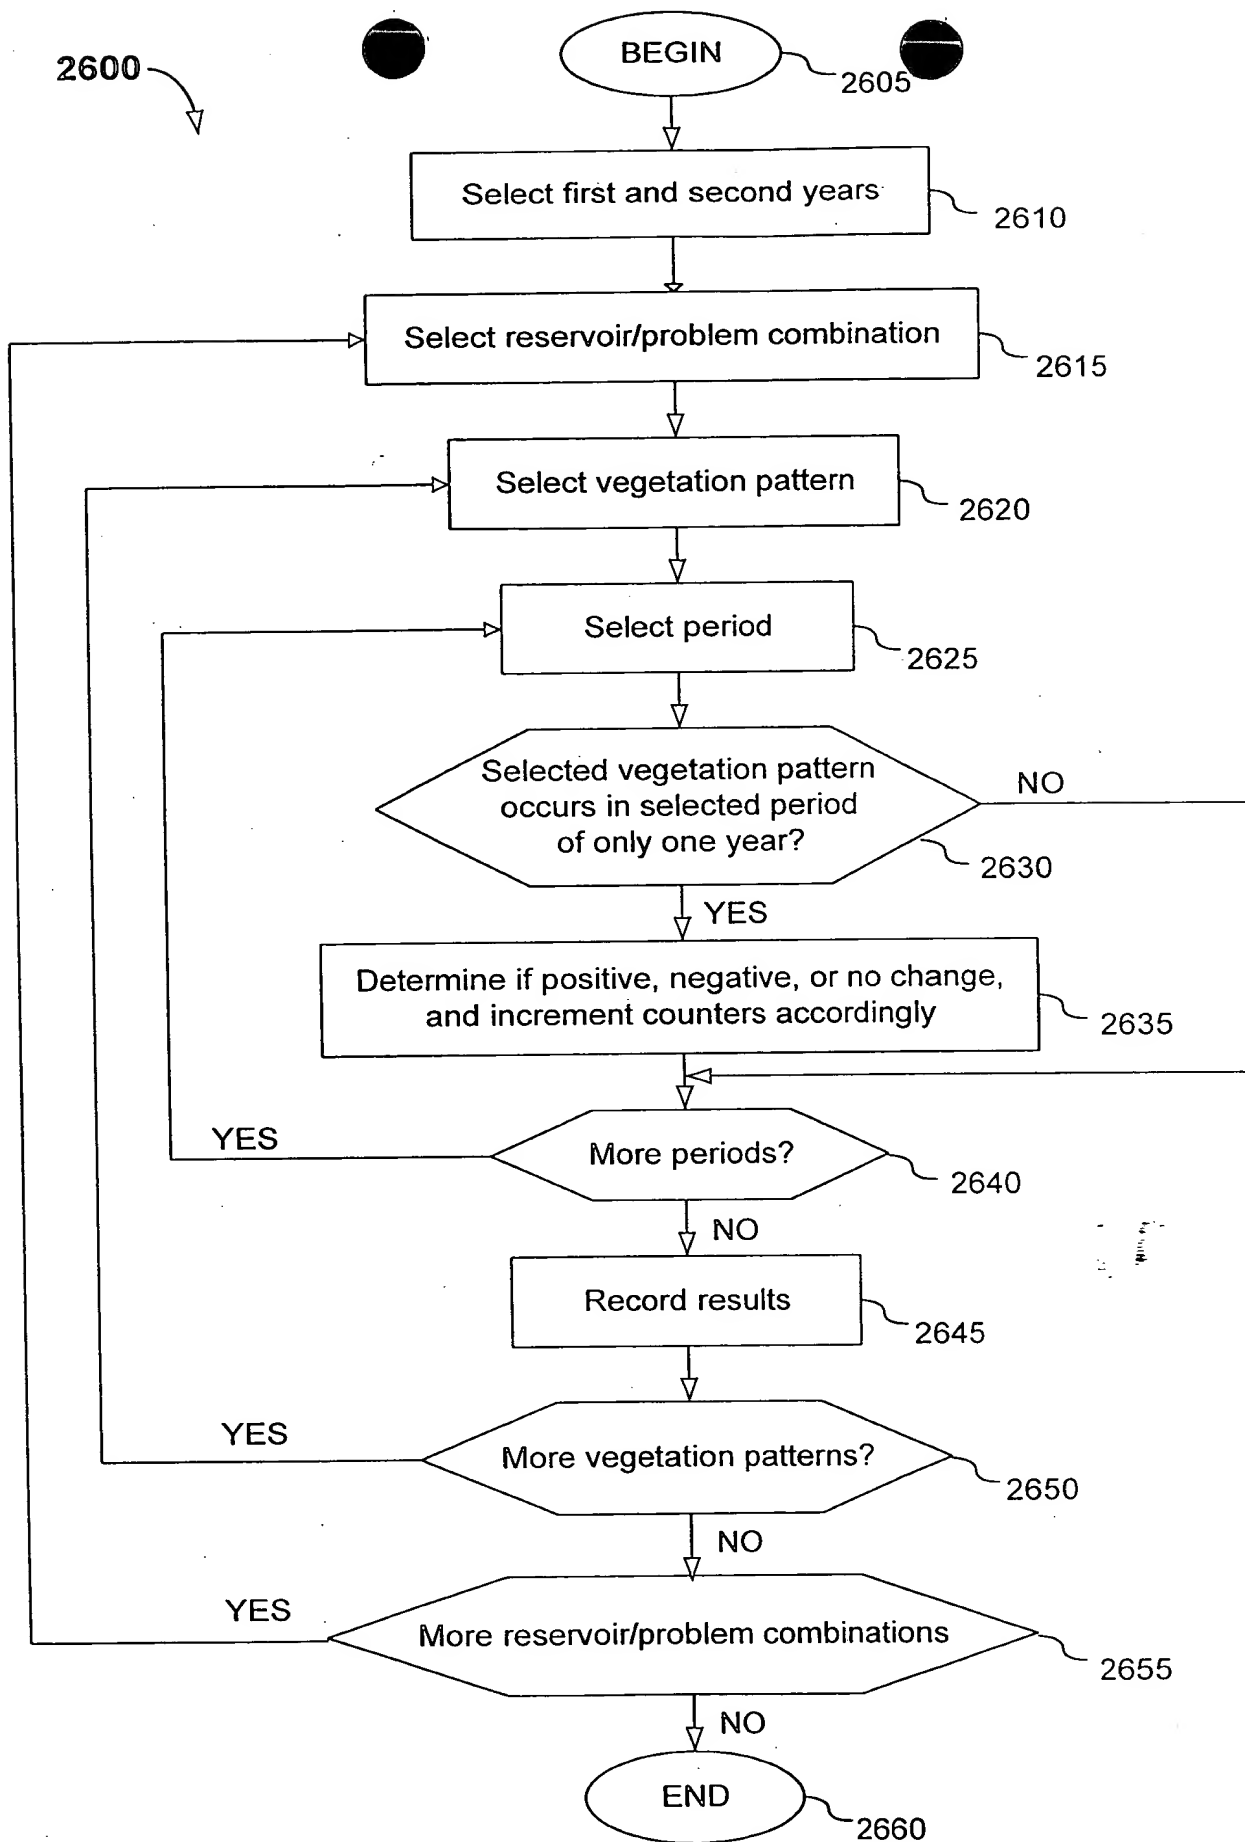 2600
BEGIN
2605
Select first and second years
2610
Select reservoir/problem combination
2615
Select vegetation pattern
2620
Select period
2625
Selected vegetation pattern
occurs in selected period
of only one year?
NO
2630
YES
Determine if positive, negative, or no change,
and increment counters accordingly
2635
YES
More periods?
2640
NO
Record results
2645
YES
More vegetation patterns?
2650
NO
YES
More reservoir/problem combinations
2655
NO
END
2660